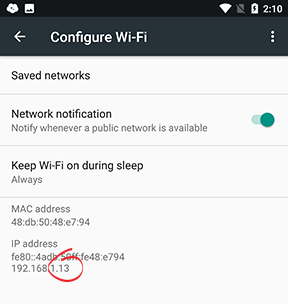 2:10
Configure Wi-Fi
Saved networks
Network notification
Notify whenever a public network is available
Keep Wi-Fi on during sleep
Always
MAC address
48:db:50:48:e7:94
IP address
fe80::4adb:50ff:fe48:e794
192.168.1.13